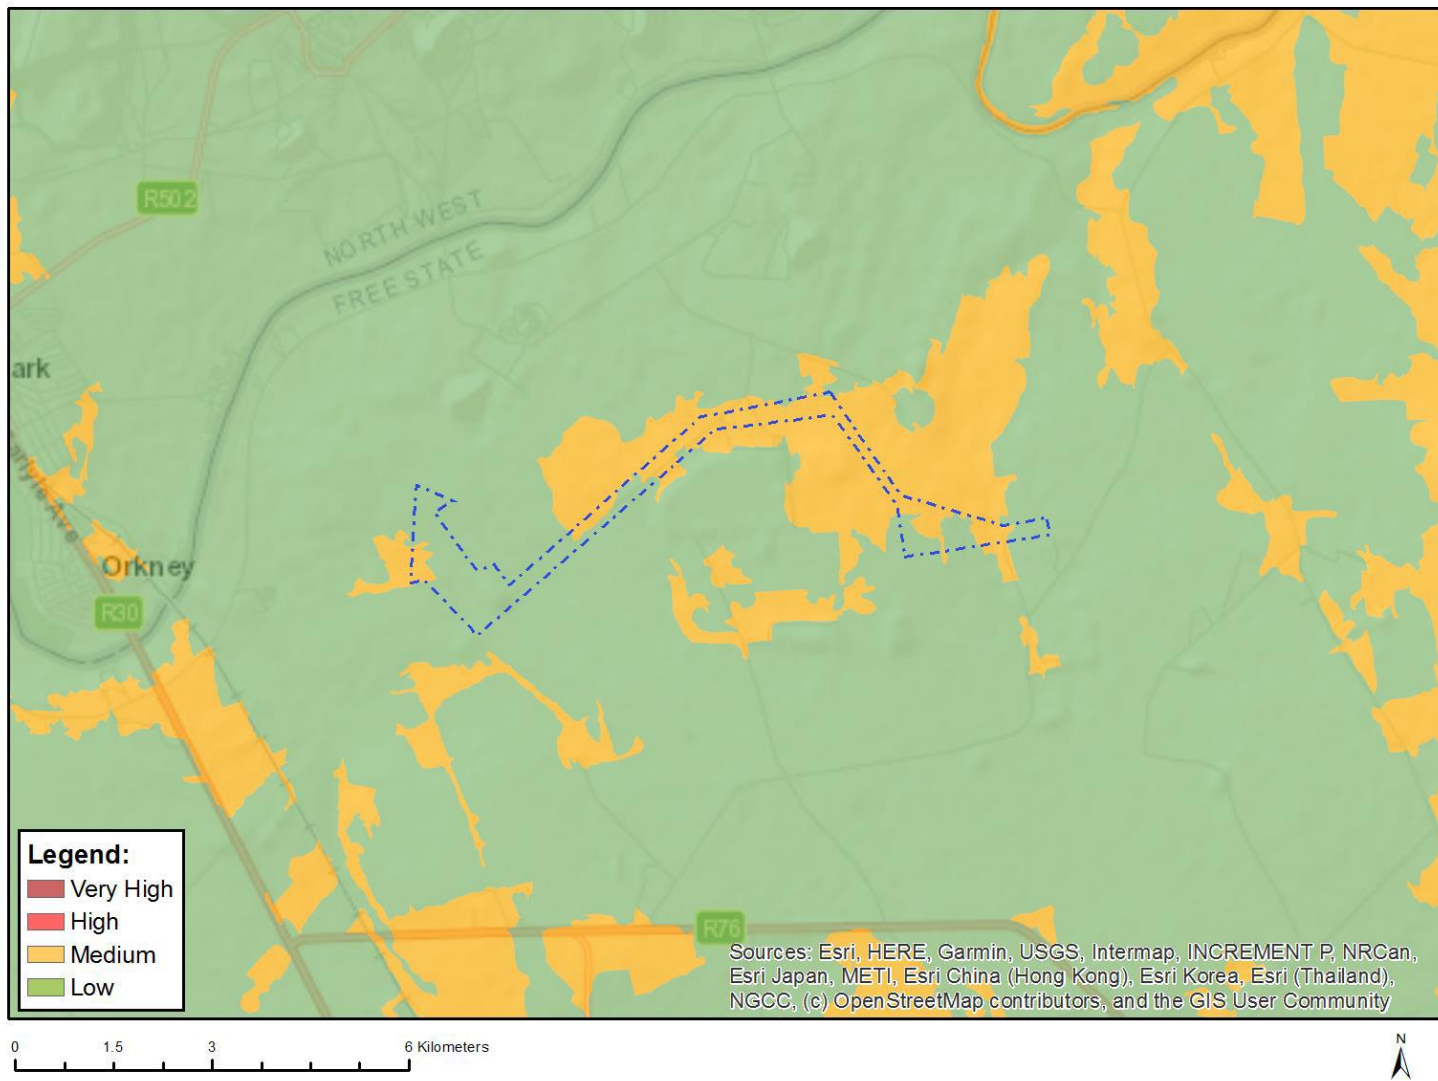 R502
NORTH WEST
FREE STATE
ark
arlyle Ave
Orkney
R30
R76
Legend:
Very High
High
Medium
Low
Sources: Esri, HERE, Garmin, USGS, Intermap, INCREMENT P, NRCan,
Esri Japan, METI, Esri China (Hong Kong), Esri Korea, Esri (Thailand),
NGCC, (c) OpenStreetMap contributors, and the GIS User Community
0 1.5 3 6 Kilometers
N